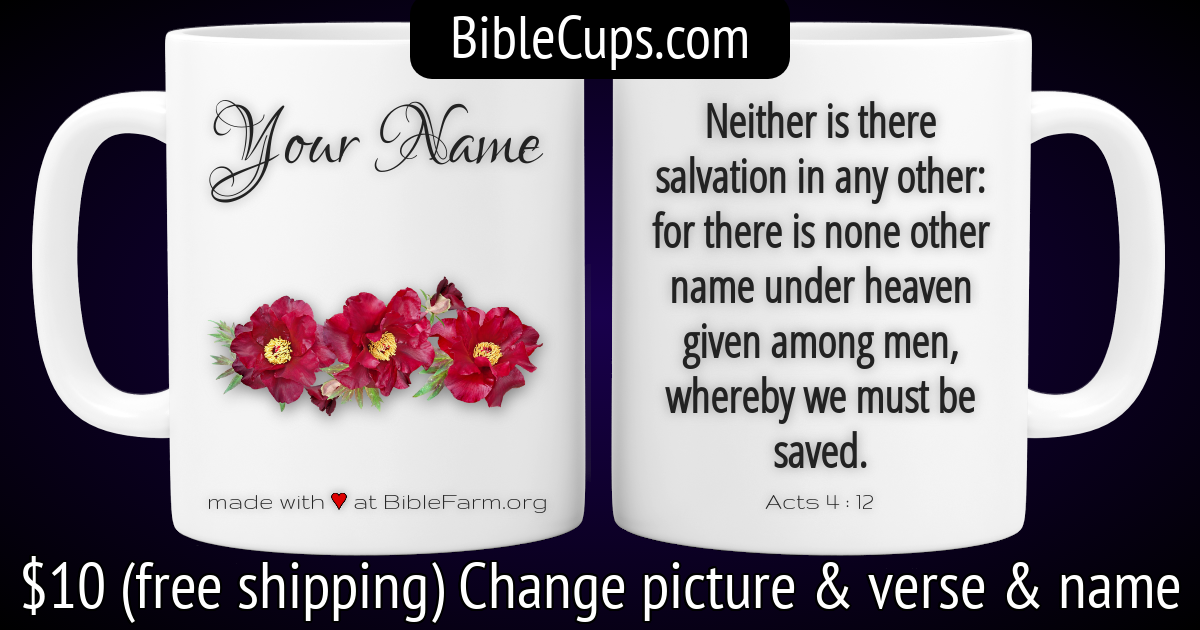 BibleCups.com
Your Name
made with ♥ at BibleFarm.org
Neither is there
salvation in any other:
for there is none other
name under heaven
given among men,
whereby we must be
saved.
Acts 4 : 12
$10 (free shipping) Change picture & verse & name